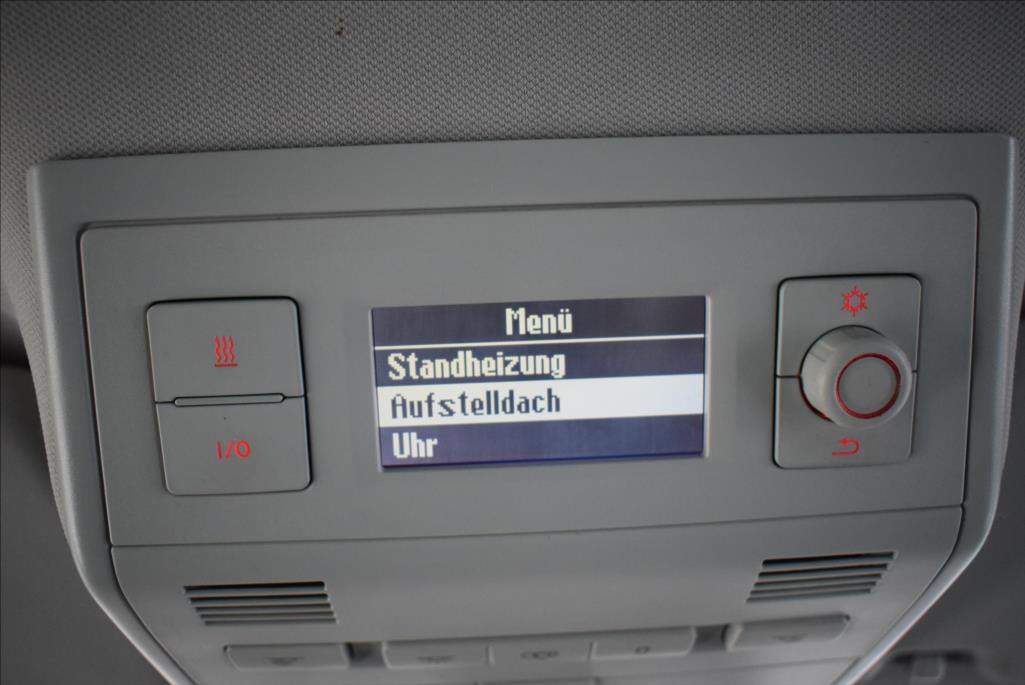 Menü
Standheizung
Aufstelldach
Uhr
I/O